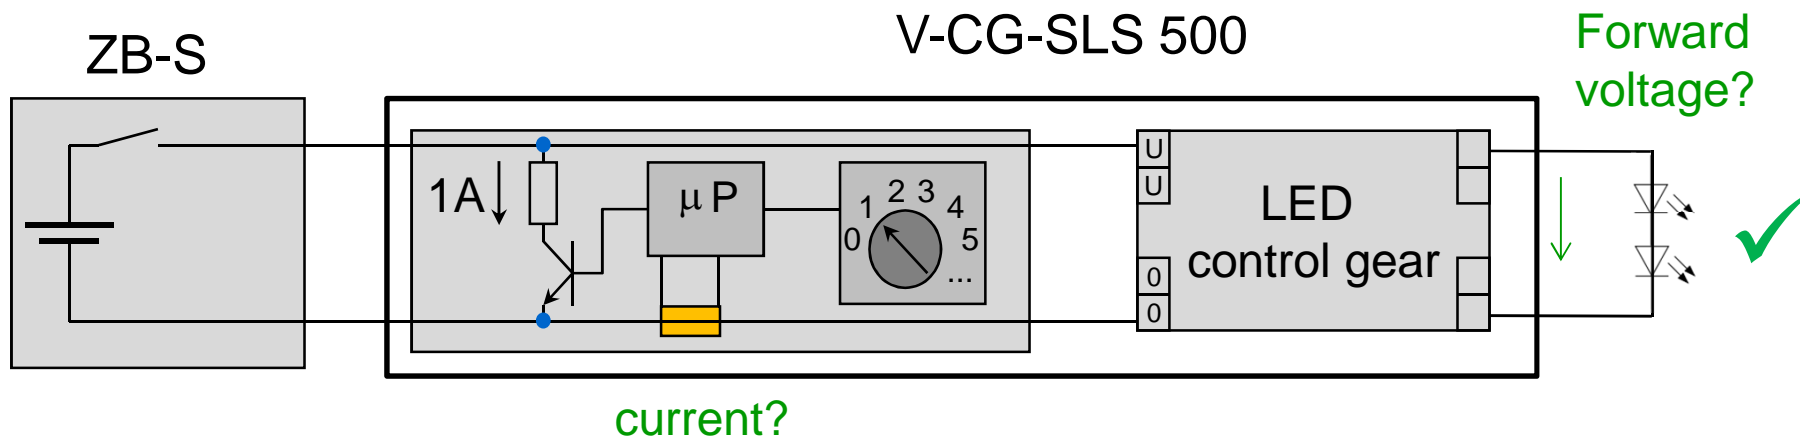 ZB-S
V-CG-SLS 500
Forward
voltage?
1A
μP
0
1
2
3
4
5
...
U
U
0
0
LED
control gear
current?